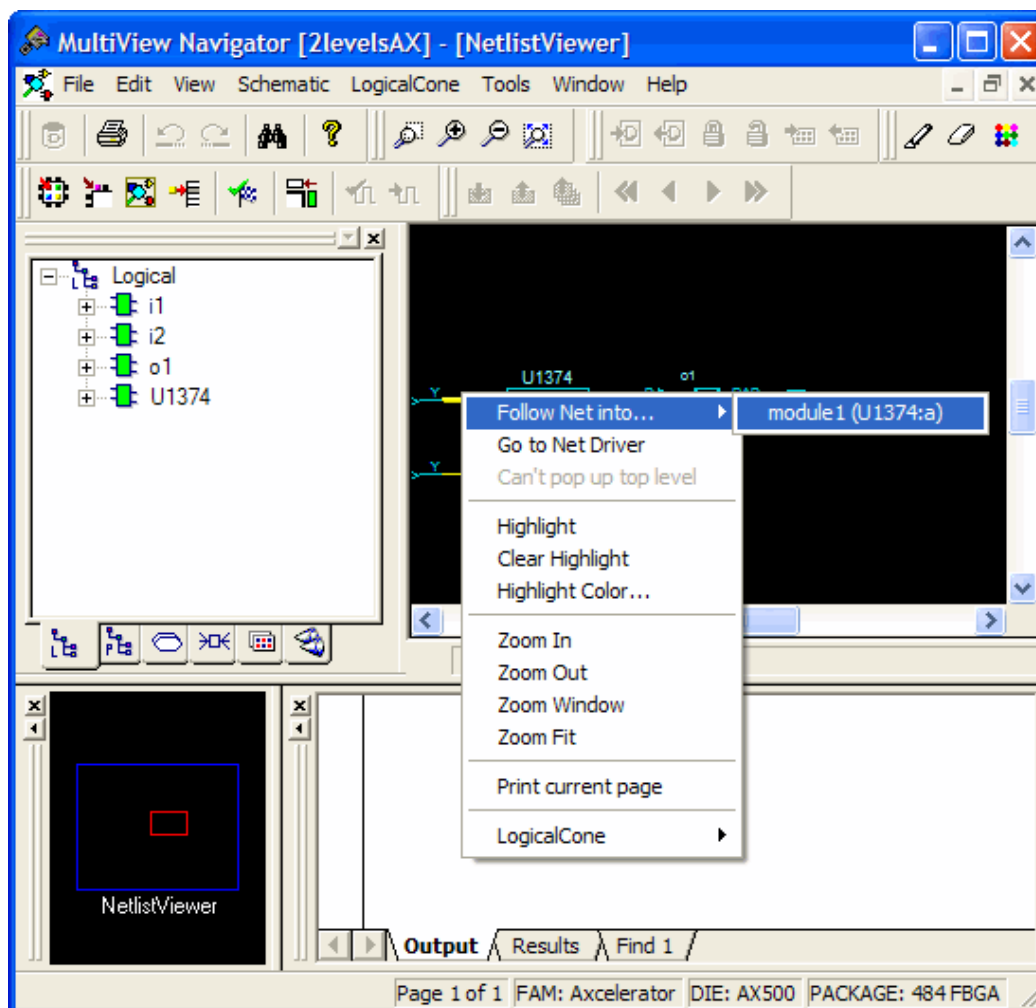 MultiView Navigator [2levelsAX] - [NetlistViewer]
File Edit View Schematic LogicalCone Tools Window Help
Logical
i1
i2
o1
U1374
U1374
o1
Y
Y
PAD
Follow Net into...
module1 (U1374:a)
Go to Net Driver
Can't pop up top level
Highlight
Clear Highlight
Highlight Color...
Zoom In
Zoom Out
Zoom Window
Zoom Fit
Print current page
LogicalCone
NetlistViewer
Output Results Find 1
Page 1 of 1 FAM: Axcelerator DIE: AX500 PACKAGE: 484 FBGA